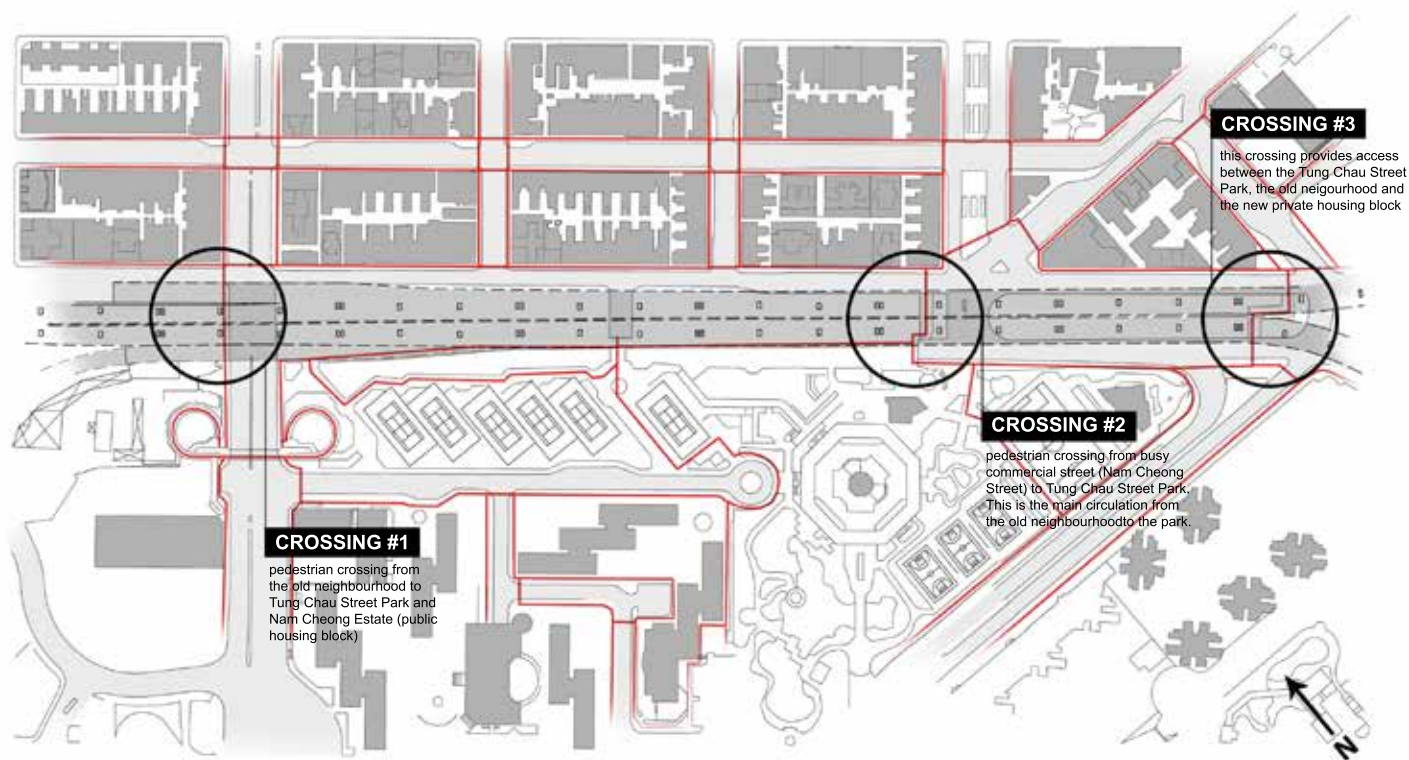 CROSSING #3
this crossing provides access
between the Tung Chau Street
Park, the old neigourhood and
the new private housing block
CROSSING #2
pedestrian crossing from busy
commercial street (Nam Cheong
Street) to Tung Chau Street Park.
This is the main circulation from
the old neighbourhoodto the park.
CROSSING #1
pedestrian crossing from
the old neighbourhood to
Tung Chau Street Park and
Nam Cheong Estate (public
housing block)
N